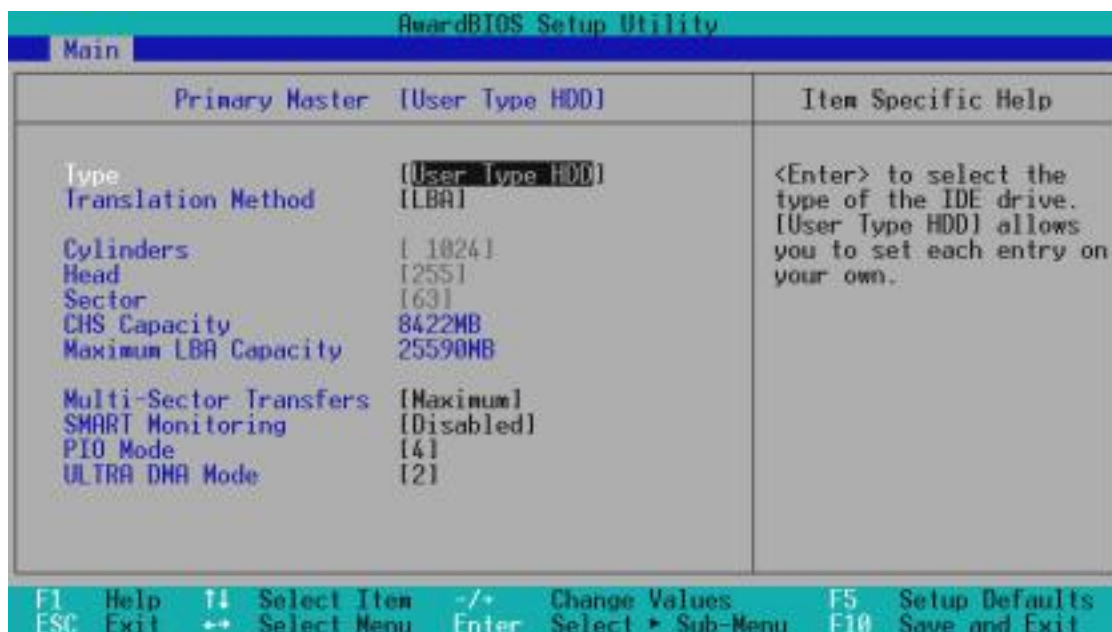 AwardBIOS Setup Utility
Main
Primary Master [User Type HDD]
Item Specific Help
Type [User Type HDD]
Translation Method [LBA]
Cylinders [ 1024]
Head [255]
Sector [63]
CHS Capacity 8422MB
Maximum LBA Capacity 25590MB
Multi-Sector Transfers [Maximum]
SMART Monitoring [Disabled]
PIO Mode [4]
ULTRA DMA Mode [2]
<Enter> to select the
type of the IDE drive.
[User Type HDD] allows
you to set each entry on
your own.
F1 Help ↑↓ Select Item -/+ Change Values F5 Setup Defaults
ESC Exit ←→ Select Menu Enter Select ► Sub-Menu F10 Save and Exit